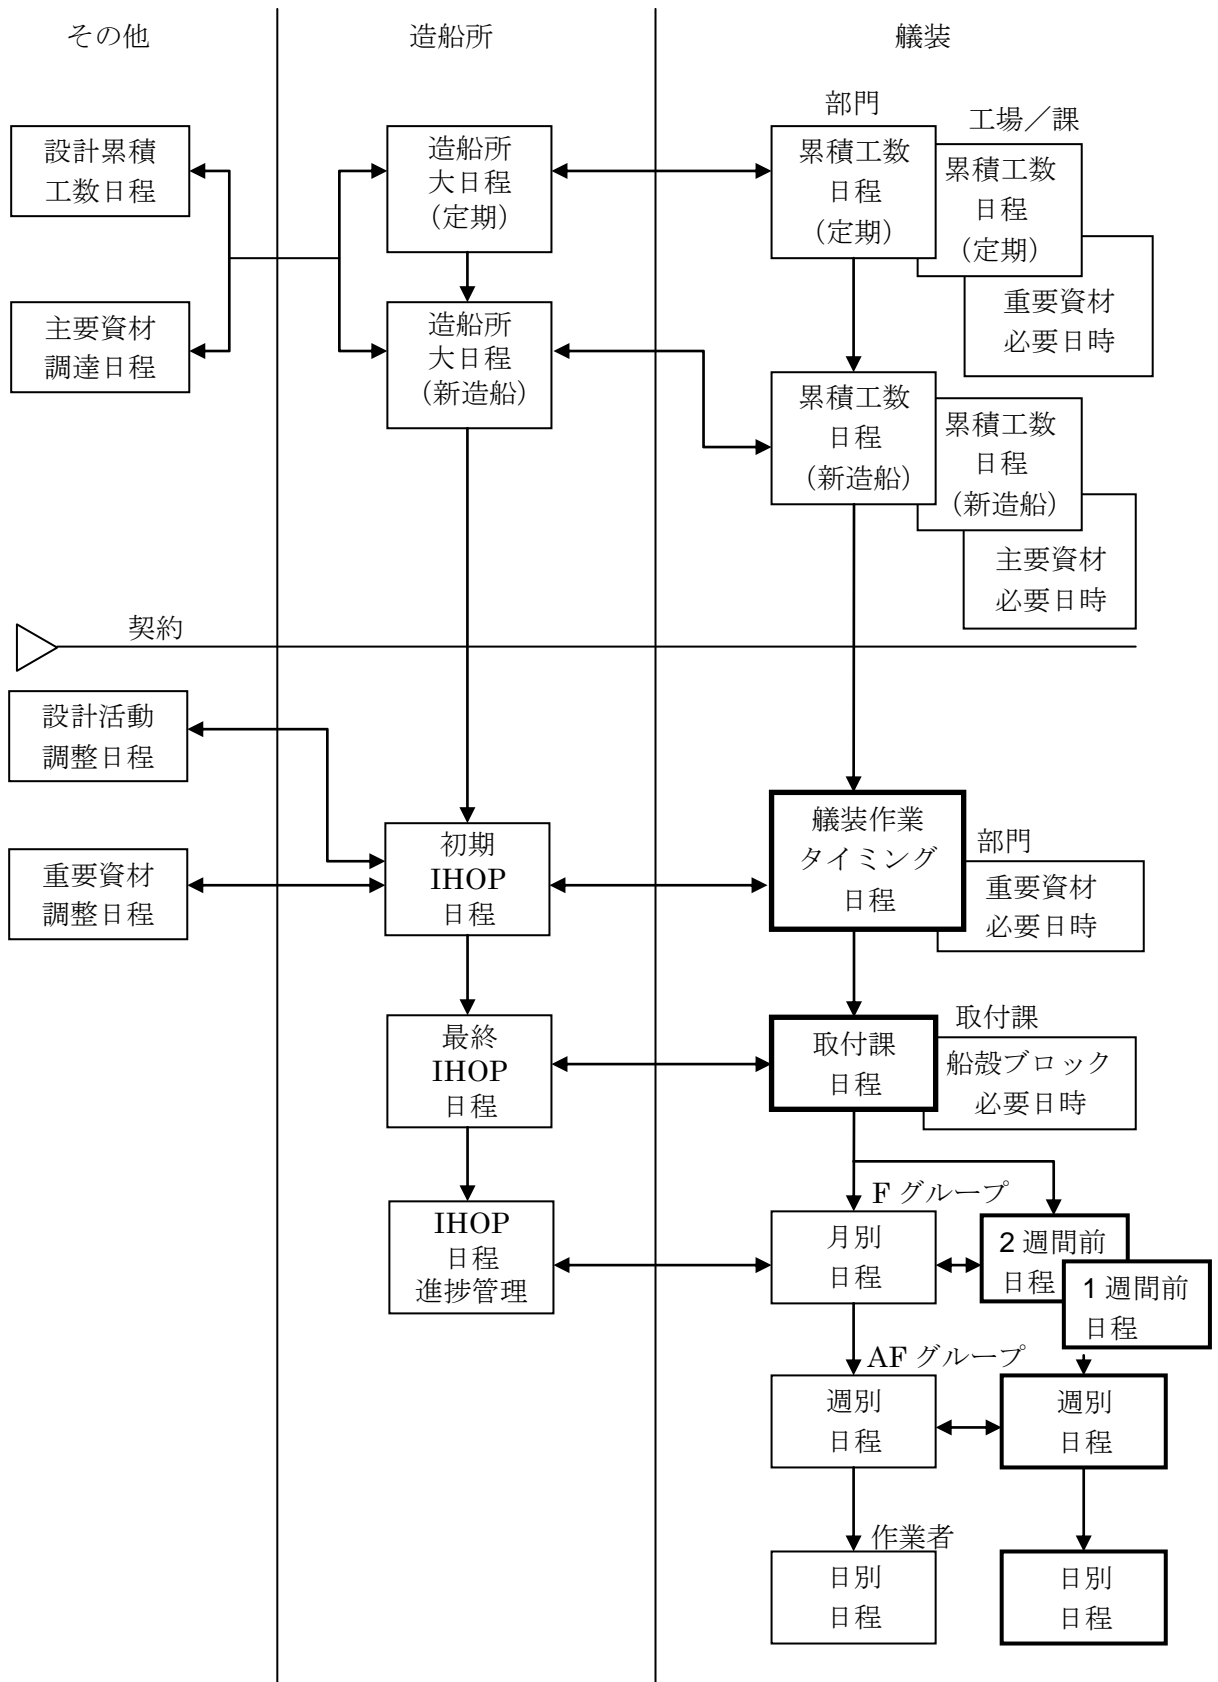 その他
造船所
艤装
部門
工場／課
設計累積
工数日程
造船所
大日程
(定期)
累積工数
日程
(定期)
累積工数
日程
(定期)
重要資材
必要日時
主要資材
調達日程
造船所
大日程
(新造船)
累積工数
日程
(新造船)
累積工数
日程
(新造船)
主要資材
必要日時
契約
設計活動
調整日程
重要資材
調整日程
初期
IHOP
日程
艤装作業
タイミング
日程
部門
重要資材
必要日時
最終
IHOP
日程
取付課
日程
取付課
船殻ブロック
必要日時
IHOP
日程
進捗管理
F グループ
月別
日程
2 週間前
日程
1 週間前
日程
AF グループ
週別
日程
週別
日程
作業者
日別
日程
日別
日程